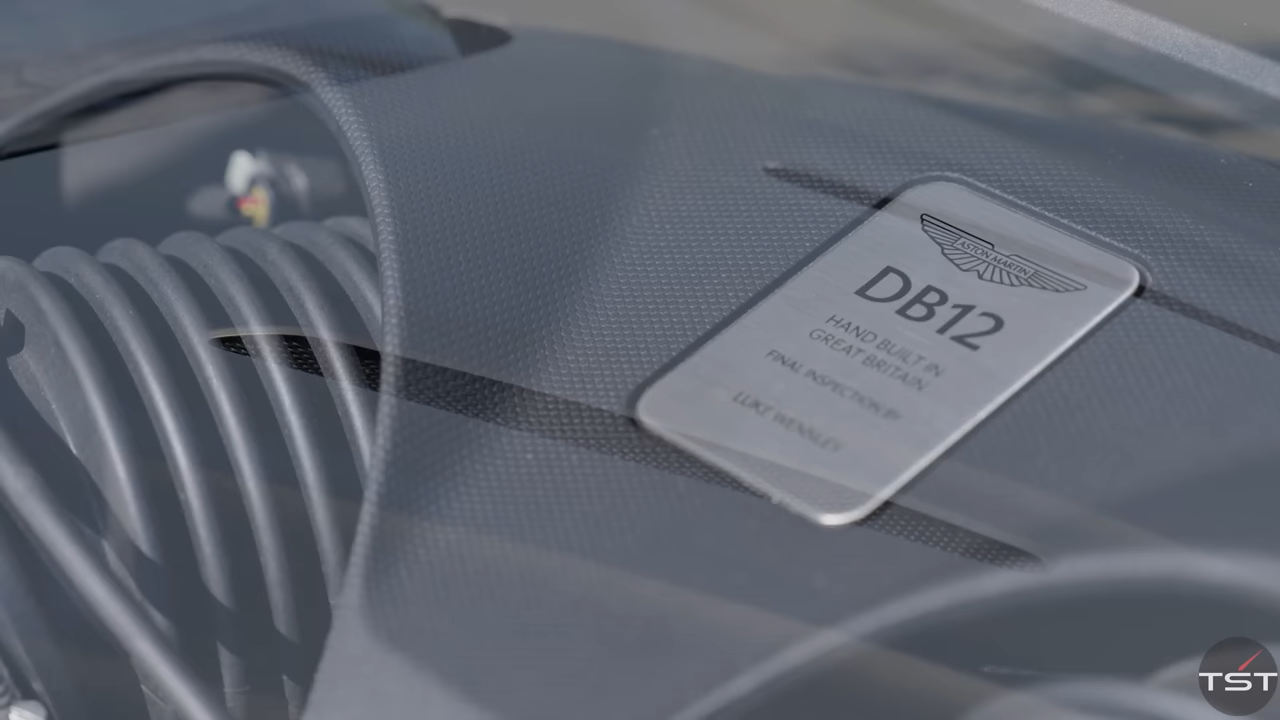 ASTON MARTIN
DB12
HAND BUILT IN
GREAT BRITAIN
FINAL INSPECTION BY
LUKE WENSLEY
TST